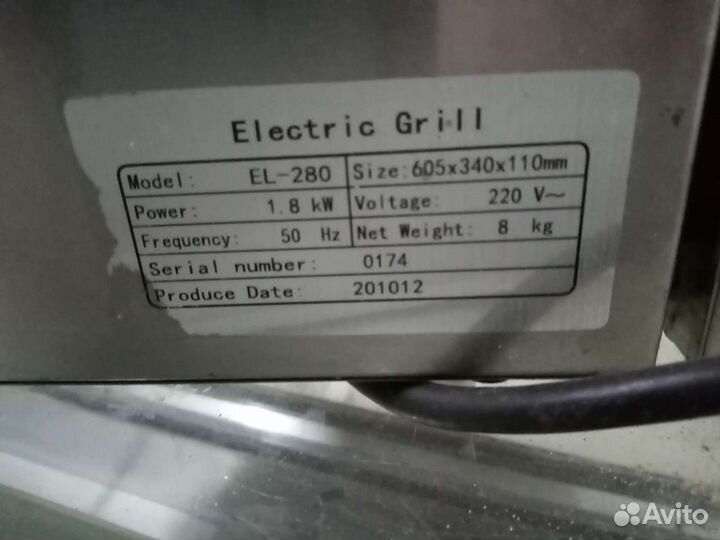 Electric Grill
Model: EL-280 Size:605x340x110mm
Power: 1.8 kW Voltage: 220 V~
Frequency: 50 Hz Net Weight: 8 kg
Serial number: 0174
Produce Date: 201012
Avito